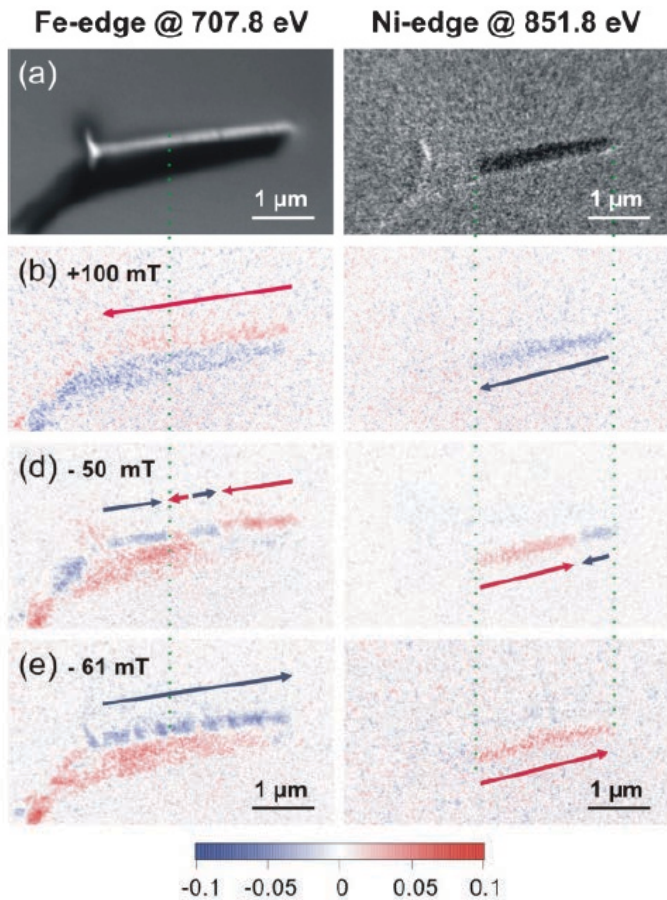 Fe-edge @ 707.8 eV Ni-edge @ 851.8 eV
(a)
1 µm 1 µm
(b) +100 mT
(d) - 50 mT
(e) - 61 mT
1 µm 1 µm
-0.1 -0.05 0 0.05 0.1